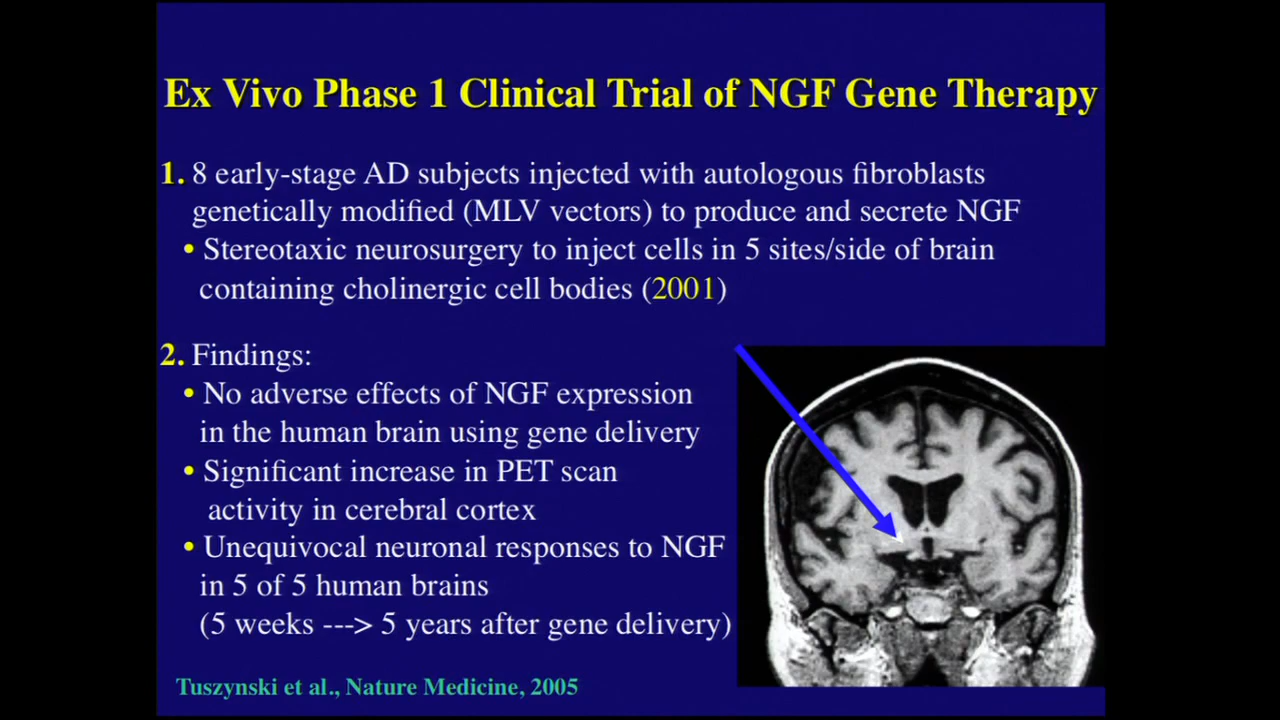 Ex Vivo Phase 1 Clinical Trial of NGF Gene Therapy
1. 8 early-stage AD subjects injected with autologous fibroblasts
genetically modified (MLV vectors) to produce and secrete NGF
• Stereotaxic neurosurgery to inject cells in 5 sites/side of brain
containing cholinergic cell bodies (2001)
2. Findings:
• No adverse effects of NGF expression
in the human brain using gene delivery
• Significant increase in PET scan
activity in cerebral cortex
• Unequivocal neuronal responses to NGF
in 5 of 5 human brains
(5 weeks ---> 5 years after gene delivery)
Tuszynski et al., Nature Medicine, 2005